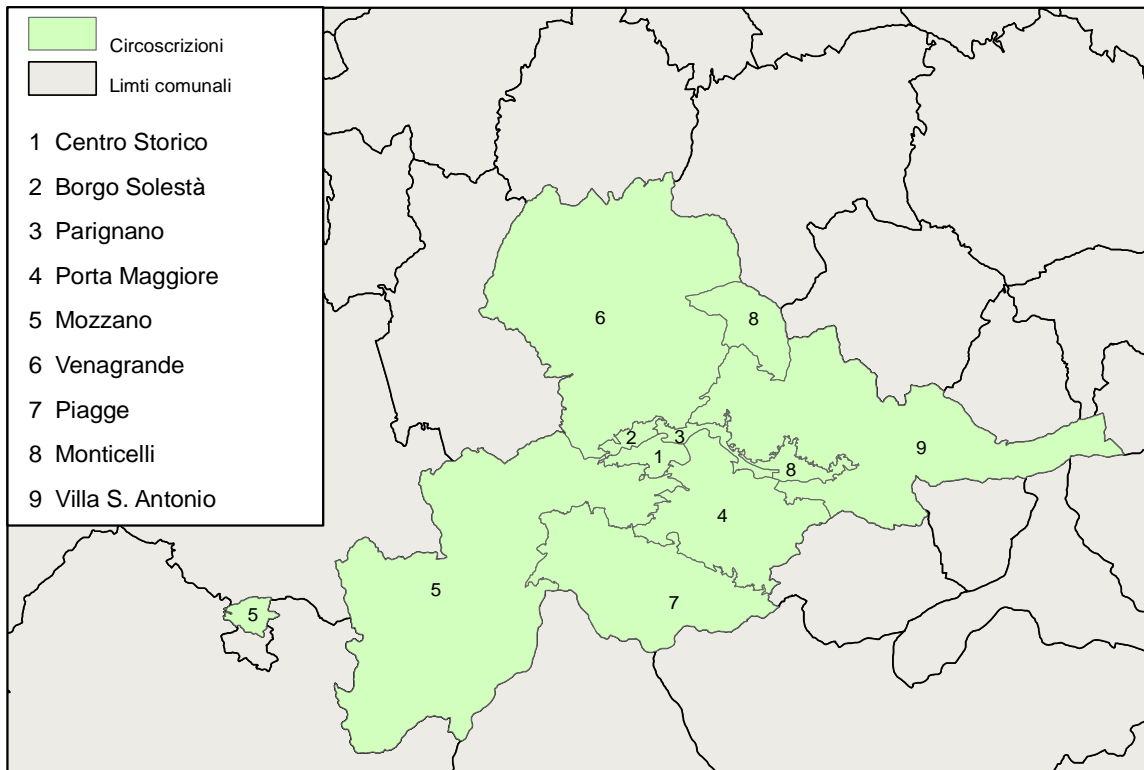 Circoscrizioni
Limti comunali
1 Centro Storico
2 Borgo Solestà
3 Parignano
4 Porta Maggiore
5 Mozzano
6 Venagrande
7 Piagge
8 Monticelli
9 Villa S. Antonio
6
8
2
3
1
8
9
4
5
7
5